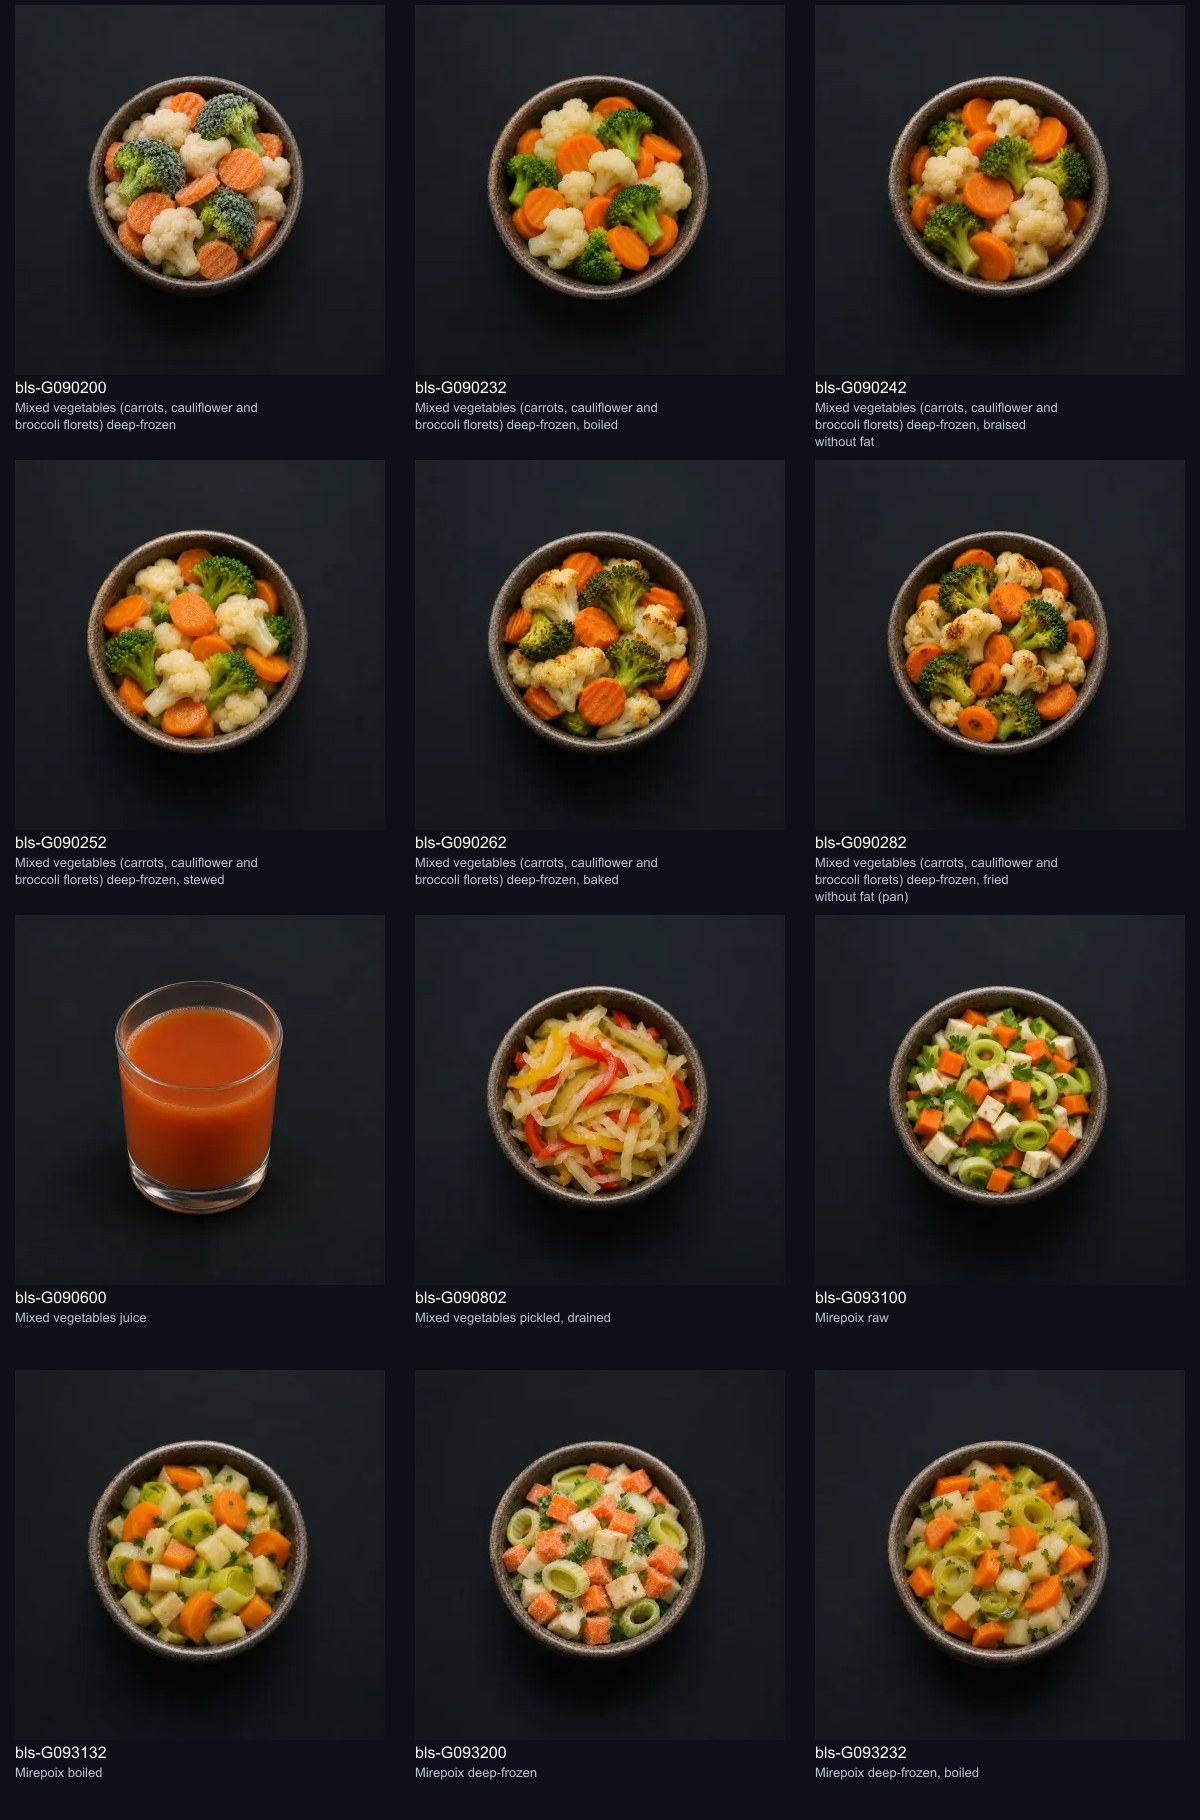 bls-G090200
Mixed vegetables (carrots, cauliflower and
broccoli florets) deep-frozen
bls-G090232
Mixed vegetables (carrots, cauliflower and
broccoli florets) deep-frozen, boiled
bls-G090242
Mixed vegetables (carrots, cauliflower and
broccoli florets) deep-frozen, braised
without fat
bls-G090252
Mixed vegetables (carrots, cauliflower and
broccoli florets) deep-frozen, stewed
bls-G090262
Mixed vegetables (carrots, cauliflower and
broccoli florets) deep-frozen, baked
bls-G090282
Mixed vegetables (carrots, cauliflower and
broccoli florets) deep-frozen, fried
without fat (pan)
bls-G090600
Mixed vegetables juice
bls-G090802
Mixed vegetables pickled, drained
bls-G093100
Mirepoix raw
bls-G093132
Mirepoix boiled
bls-G093200
Mirepoix deep-frozen
bls-G093232
Mirepoix deep-frozen, boiled